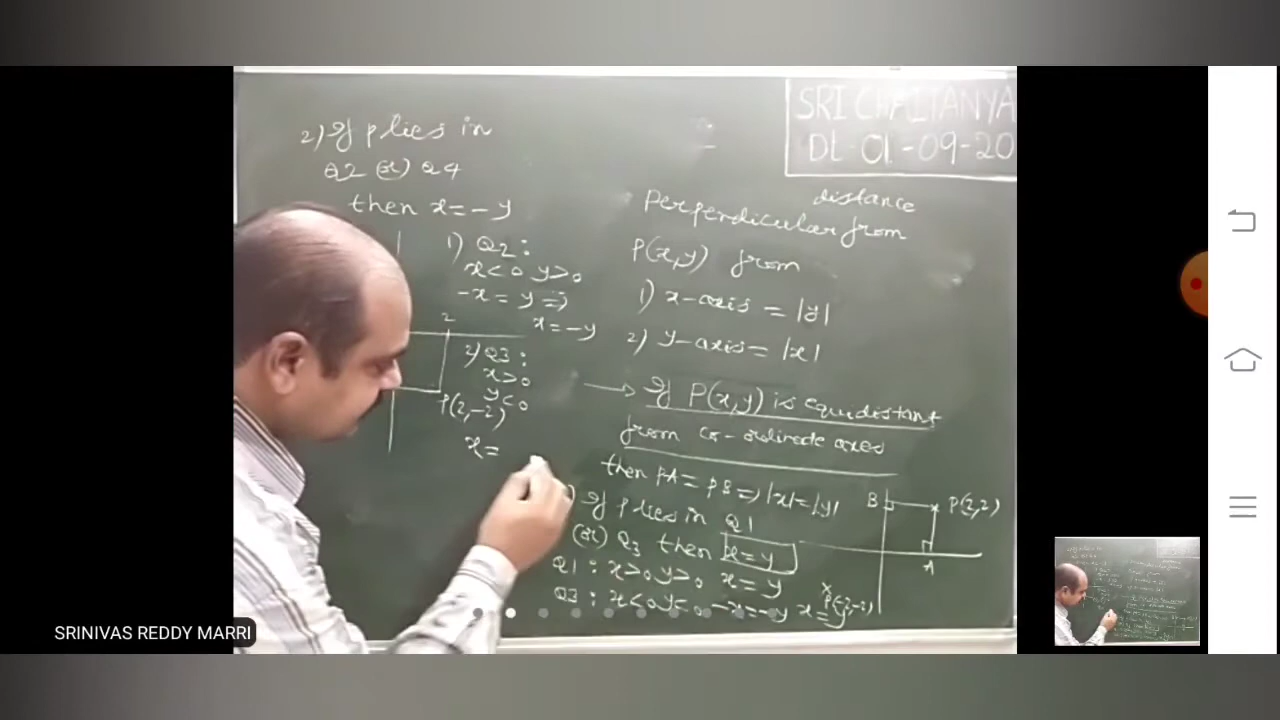 SRI CHAITANYA
DL 01-09-20
2) If p lies in
Q2 (or) Q4
then x = - y
1) Q2 :
x < 0 y > 0
-x = y ⇒
x = - y
2
2) Q3 :
x > 0
y < 0
P(2,-2)
x =
distance
Perpendicular from
P(x,y) from
1) x-axis = |y|
2) y-axis = |x|
→ If P(x,y) is equidistant
from co-ordinate axes
then PA = PB ⇒ |x| = |y|
If p lies in Q1
(or) Q3 then x = y
Q1 : x > 0 y > 0 x = y
Q3 : x < 0 y < 0 -x = -y x = y
B
P(2,2)
A
P(-2,-2)
SRINIVAS REDDY MARRI